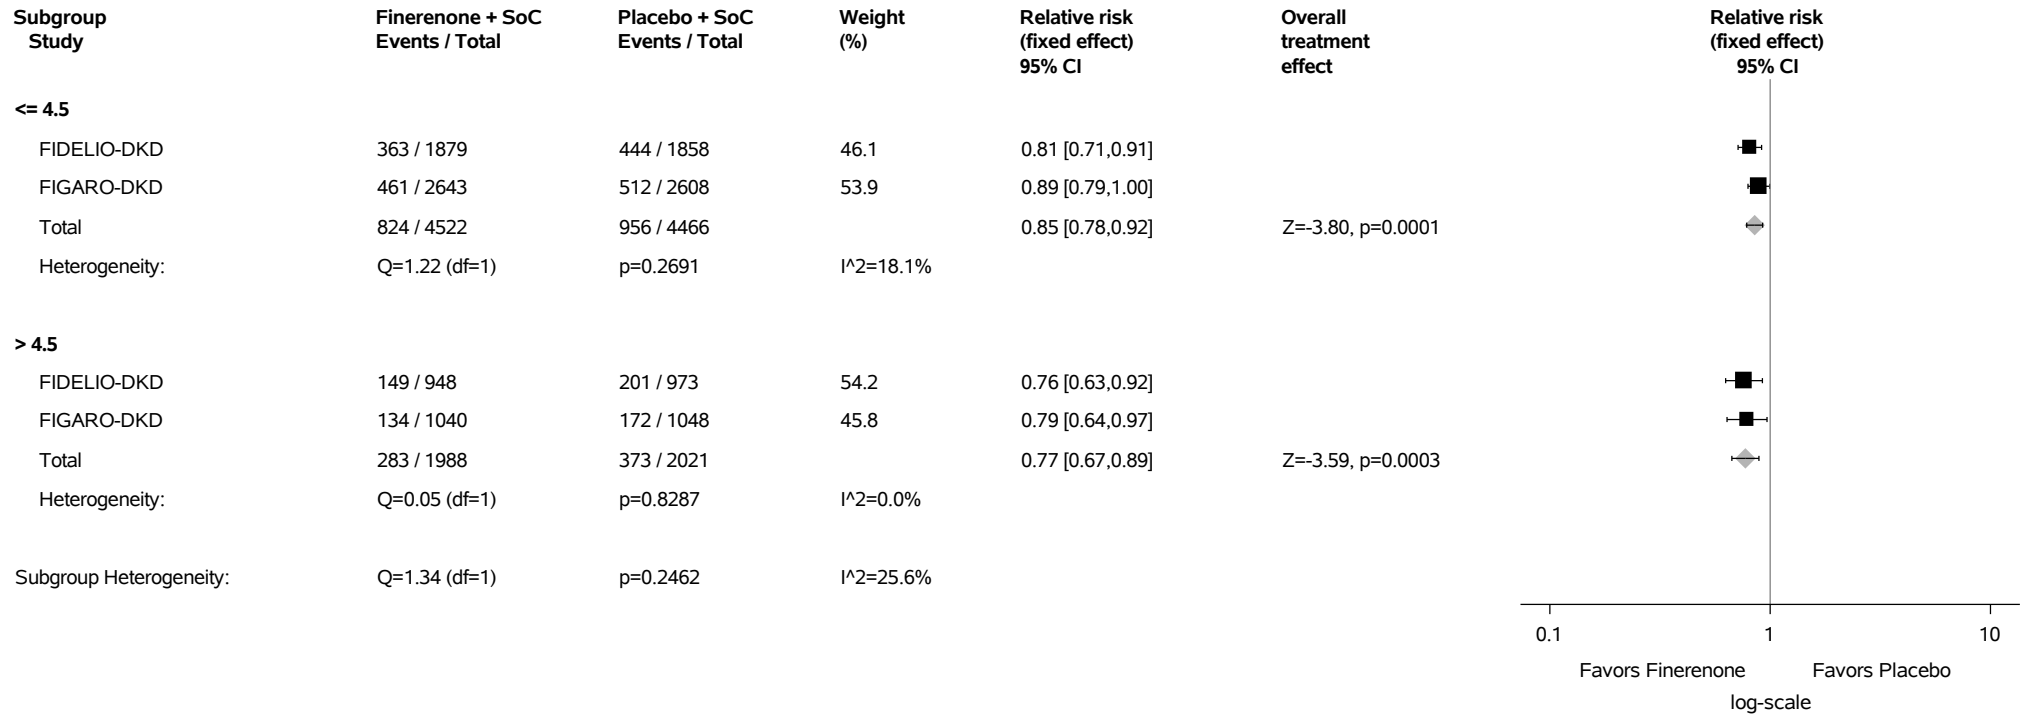 Subgroup Finerenone + SoC Placebo + SoC Weight Relative risk Overall Relative risk
Study Events / Total Events / Total (%) (fixed effect) treatment (fixed effect)
95% CI effect 95% CI
<= 4.5
FIDELIO-DKD 363 / 1879 444 / 1858 46.1 0.81 [0.71,0.91]
FIGARO-DKD 461 / 2643 512 / 2608 53.9 0.89 [0.79,1.00]
Total 824 / 4522 956 / 4466 0.85 [0.78,0.92] Z=-3.80, p=0.0001
Heterogeneity: Q=1.22 (df=1) p=0.2691 I^2=18.1%
> 4.5
FIDELIO-DKD 149 / 948 201 / 973 54.2 0.76 [0.63,0.92]
FIGARO-DKD 134 / 1040 172 / 1048 45.8 0.79 [0.64,0.97]
Total 283 / 1988 373 / 2021 0.77 [0.67,0.89] Z=-3.59, p=0.0003
Heterogeneity: Q=0.05 (df=1) p=0.8287 I^2=0.0%
Subgroup Heterogeneity: Q=1.34 (df=1) p=0.2462 I^2=25.6%
0.1 1 10
Favors Finerenone Favors Placebo
log-scale